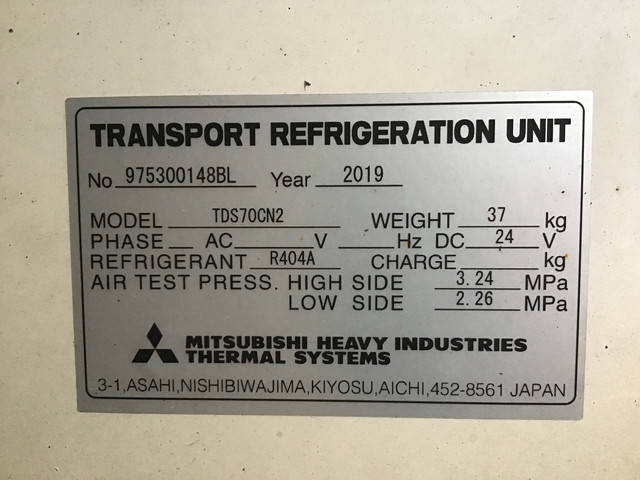 TRANSPORT REFRIGERATION UNIT
No 975300148BL Year 2019
MODEL TDS70CN2 WEIGHT 37 kg
PHASE AC V Hz DC 24 V
REFRIGERANT R404A CHARGE kg
AIR TEST PRESS. HIGH SIDE 3.24 MPa
LOW SIDE 2.26 MPa
MITSUBISHI HEAVY INDUSTRIES
THERMAL SYSTEMS
3-1,ASAHI,NISHIBIWAJIMA,KIYOSU,AICHI,452-8561 JAPAN